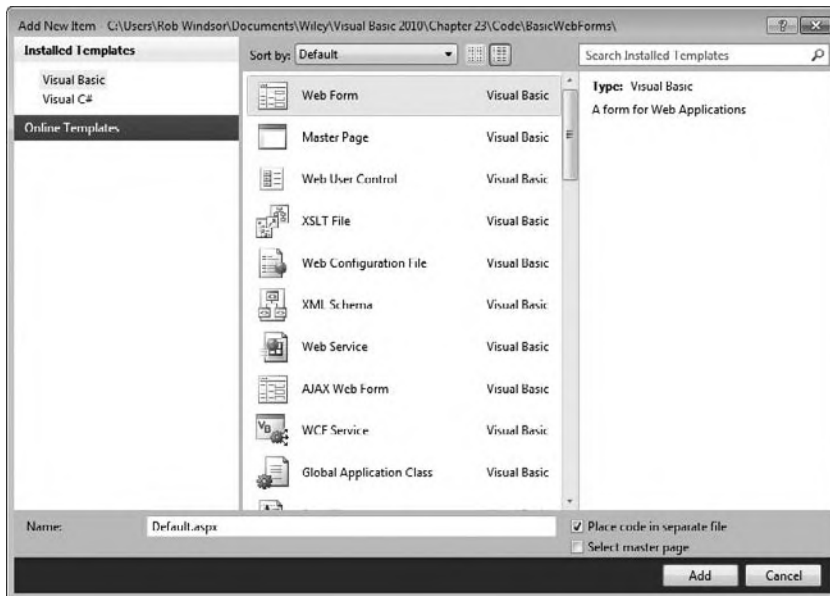 Add New Item - C:\Users\Rob Windsor\Documents\Wiley\Visual Basic 2010\Chapter 23\Code\BasicWebForms\
Installed Templates
Visual Basic
Visual C#
Online Templates
Sort by: Default
Search Installed Templates
Web Form Visual Basic
Master Page Visual Basic
Web User Control Visual Basic
XSLT File Visual Basic
Web Configuration File Visual Basic
XML Schema Visual Basic
Web Service Visual Basic
AJAX Web Form Visual Basic
WCF Service Visual Basic
Global Application Class Visual Basic
Type: Visual Basic
A form for Web Applications
Name: Default.aspx
Place code in separate file
Select master page
Add Cancel